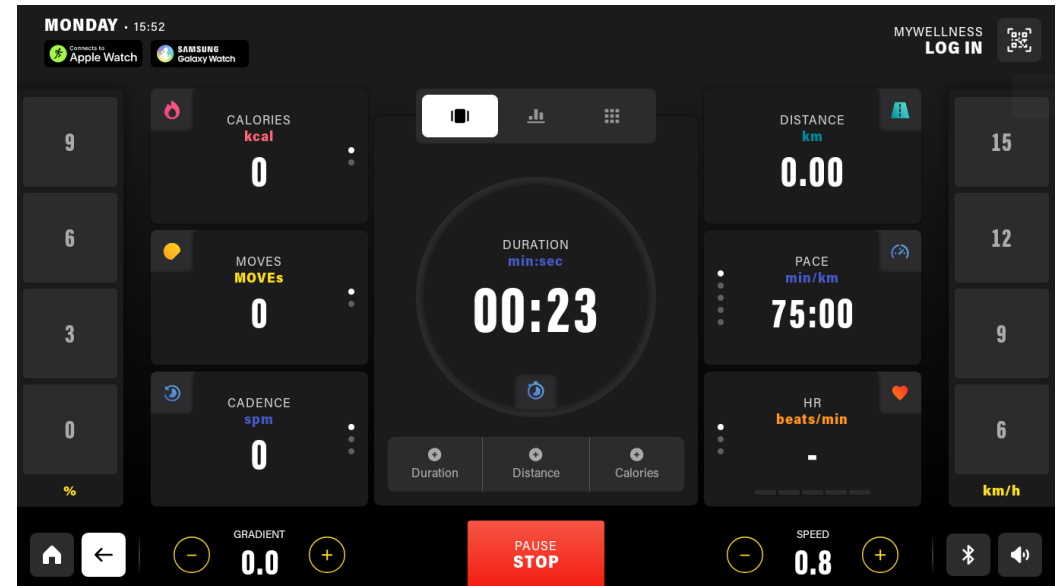 MONDAY · 15:52
Connects to
Apple Watch
SAMSUNG
Galaxy Watch
MYWELLNESS
LOG IN
9
6
3
0
%
CALORIES
kcal
0
MOVES
MOVEs
0
CADENCE
spm
0
DURATION
min:sec
00:23
Duration
Distance
Calories
DISTANCE
km
0.00
PACE
min/km
75:00
HR
beats/min
-
15
12
9
6
km/h
GRADIENT
0.0
PAUSE
STOP
SPEED
0.8